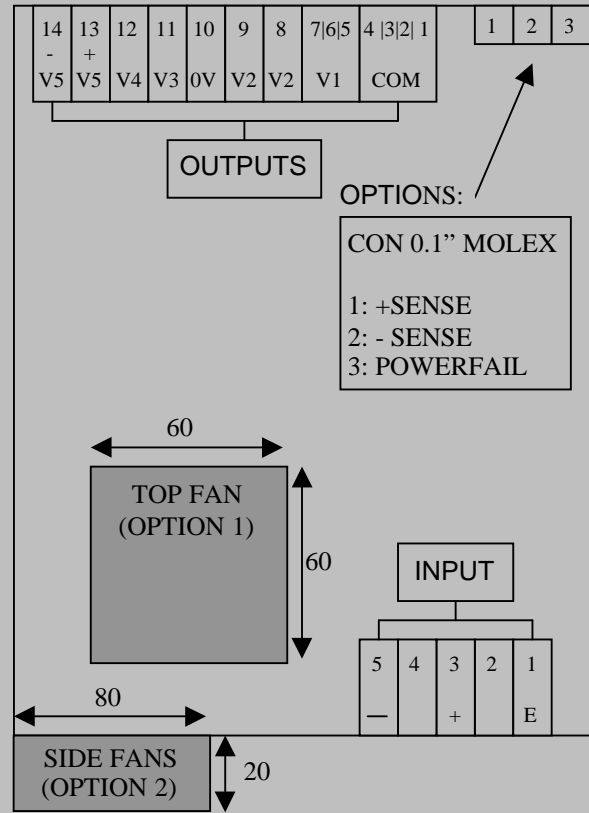 14 13 12 11 10 9 8 7|6|5 4 |3|2| 1
- +
V5 V5 V4 V3 0V V2 V2 V1 COM
1 2 3
OUTPUTS
OPTIONS:
CON 0.1” MOLEX
1: +SENSE
2: - SENSE
3: POWERFAIL
60
TOP FAN
(OPTION 1)
60
INPUT
5 4 3 2 1
— + E
80
SIDE FANS
(OPTION 2)
20